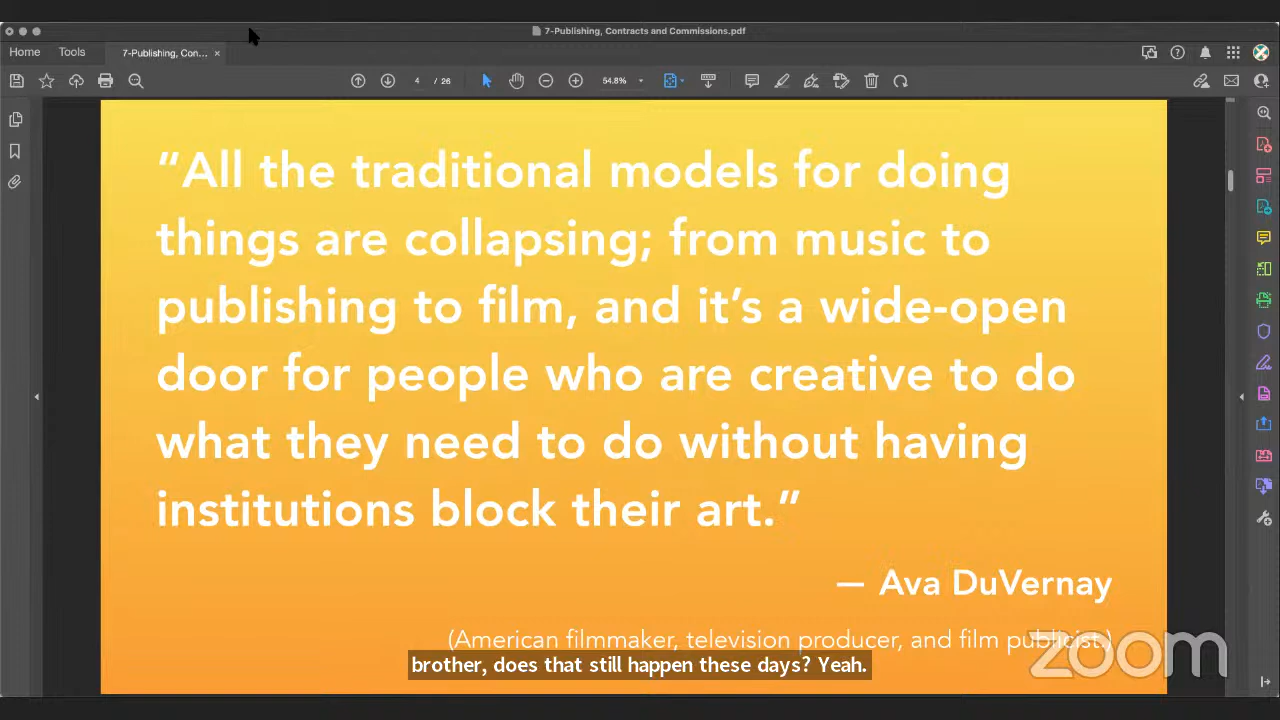 7-Publishing, Contracts and Commissions.pdf
Home Tools 7-Publishing, Con... ×
4 / 26 54.8%
“All the traditional models for doing
things are collapsing; from music to
publishing to film, and it’s a wide-open
door for people who are creative to do
what they need to do without having
institutions block their art.”
— Ava DuVernay
(American filmmaker, television producer, and film publicist.)
brother, does that still happen these days? Yeah.
zoom